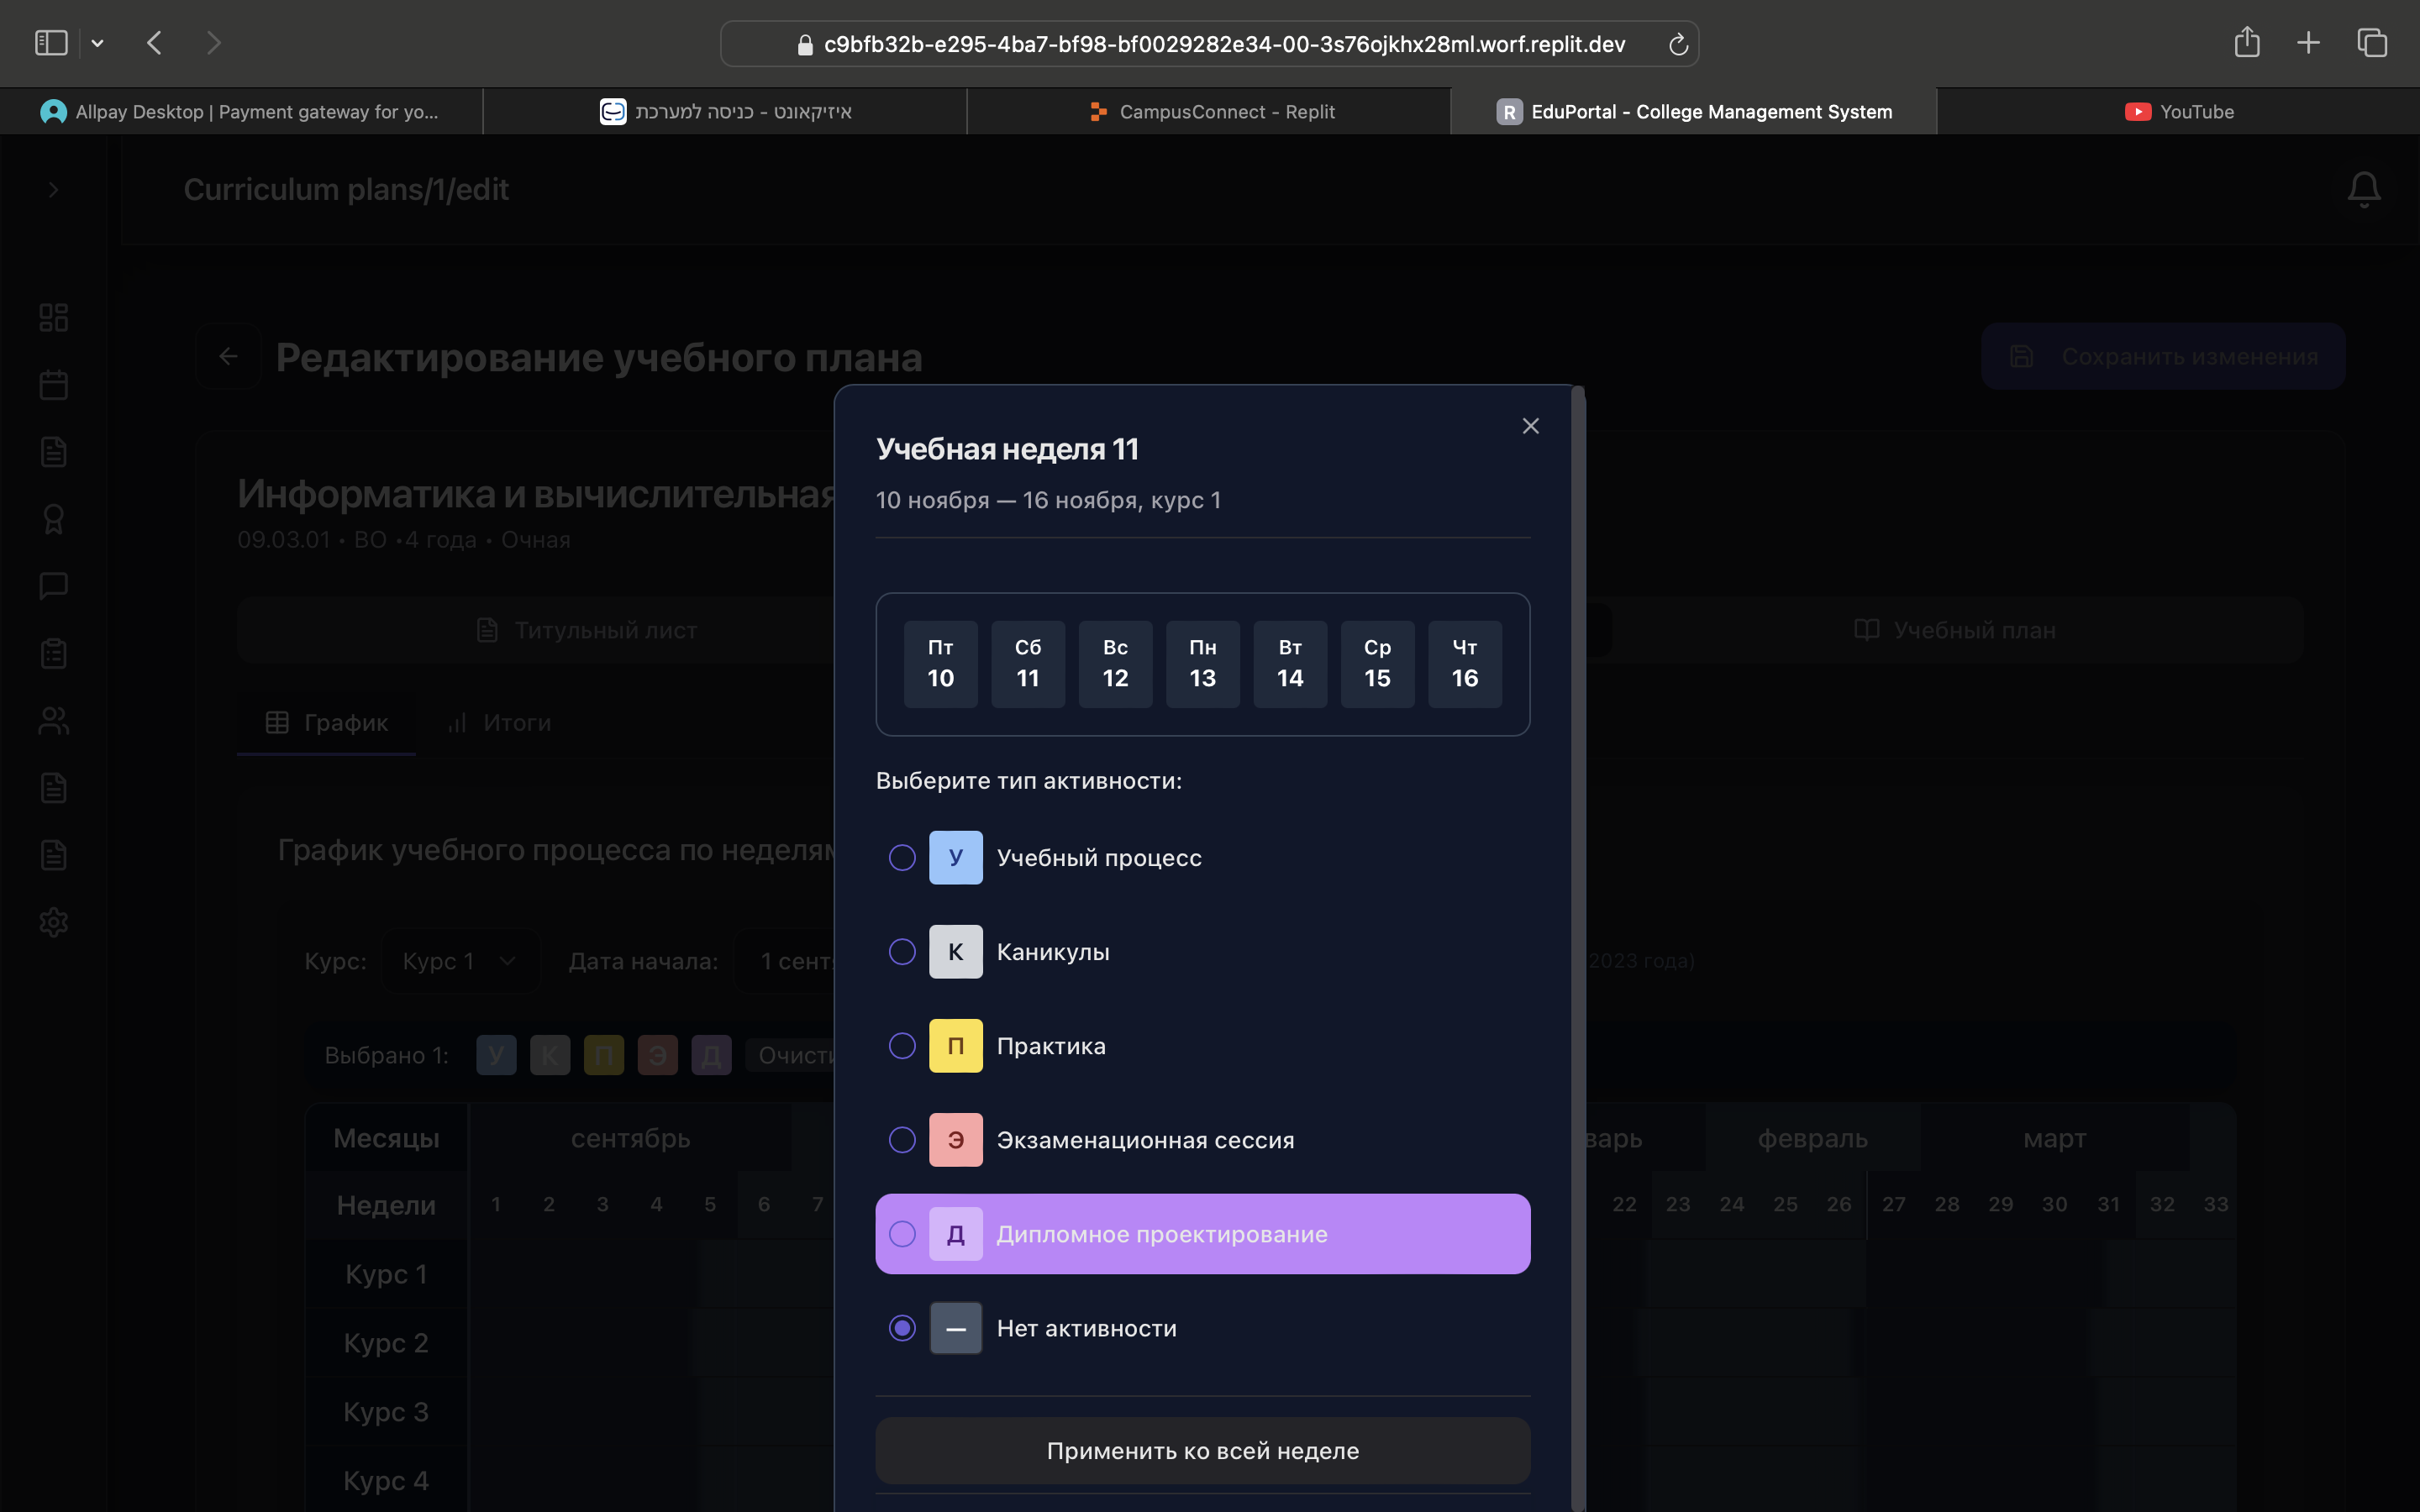 c9bfb32b-e295-4ba7-bf98-bf0029282e34-00-3s76ojkhx28ml.worf.replit.dev
Allpay Desktop | Payment gateway for yo...
איזיקאונט - כניסה למערכת
CampusConnect - Replit
R EduPortal - College Management System
YouTube
Curriculum plans/1/edit
Редактирование учебного плана
Сохранить изменения
Информатика и вычислительная
09.03.01 • ВО •4 года • Очная
Титульный лист
Учебный план
График
Итоги
График учебного процесса по неделям
Курс:
Курс 1
Дата начала:
1 сентя
2023 года)
Выбрано 1:
У К П Э Д
Очисти
Месяцы
сентябрь
варь
февраль
март
Недели
1 2 3 4 5 6 7
22 23 24 25 26 27 28 29 30 31 32 33
Курс 1
Курс 2
Курс 3
Курс 4
Учебная неделя 11
10 ноября — 16 ноября, курс 1
Пт Сб Вс Пн Вт Ср Чт
10 11 12 13 14 15 16
Выберите тип активности:
У Учебный процесс
К Каникулы
П Практика
Э Экзаменационная сессия
Д Дипломное проектирование
— Нет активности
Применить ко всей неделе